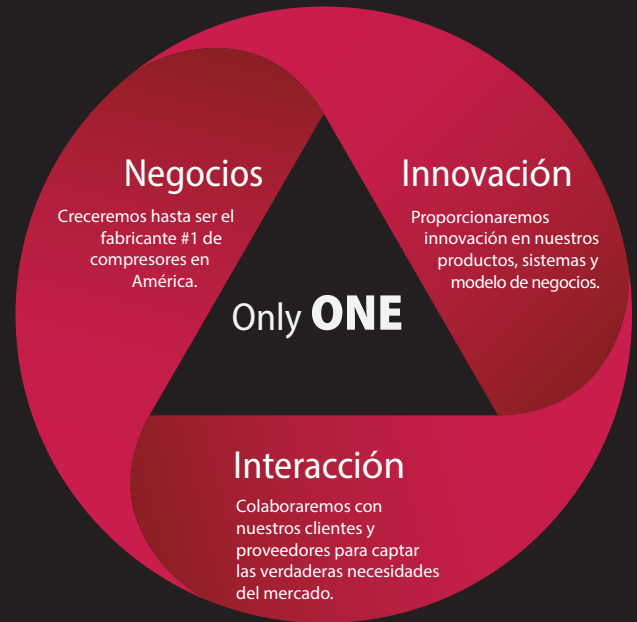 Negocios
Creceremos hasta ser el
fabricante #1 de
compresores en
América.
Innovación
Proporcionaremos
innovación en nuestros
productos, sistemas y
modelo de negocios.
Only ONE
Interacción
Colaboraremos con
nuestros clientes y
proveedores para captar
las verdaderas necesidades
del mercado.